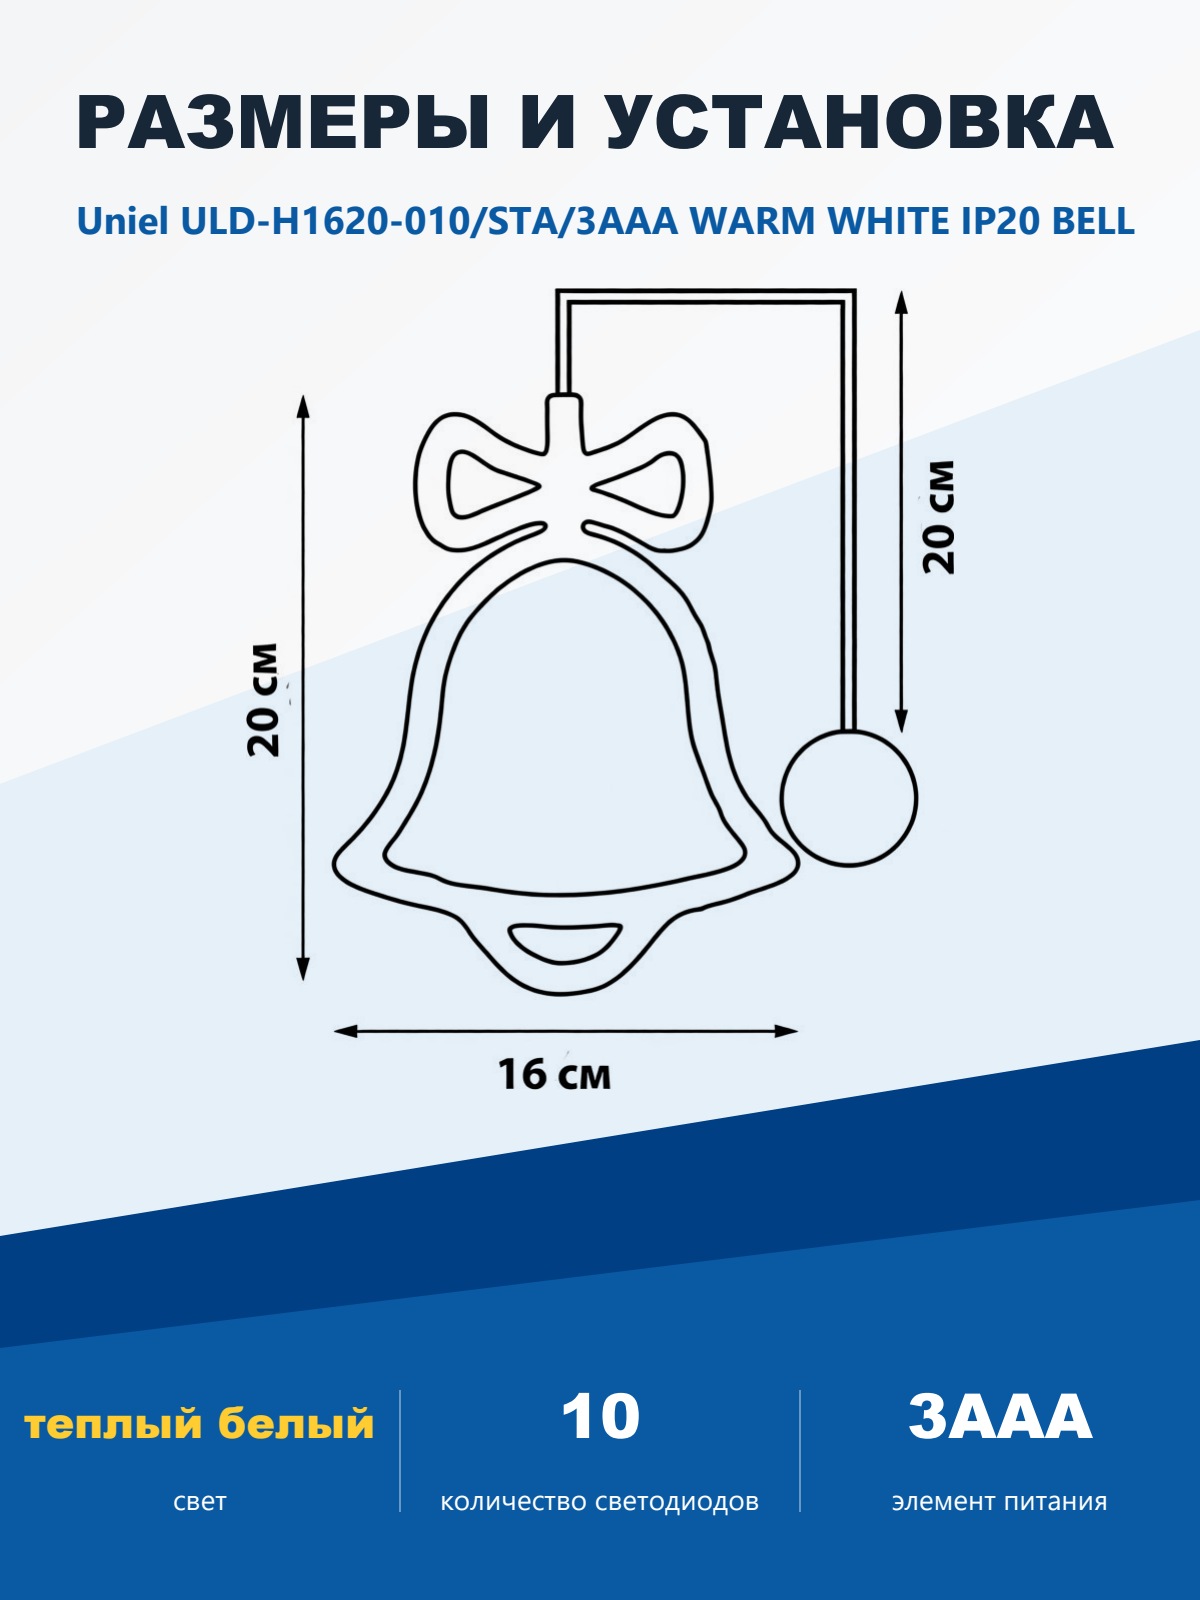 РАЗМЕРЫ И УСТАНОВКА
Uniel ULD-H1620-010/STA/3AAA WARM WHITE IP20 BELL
20 см
20 см
16 см
теплый белый
10
3AAA
свет
количество светодиодов
элемент питания